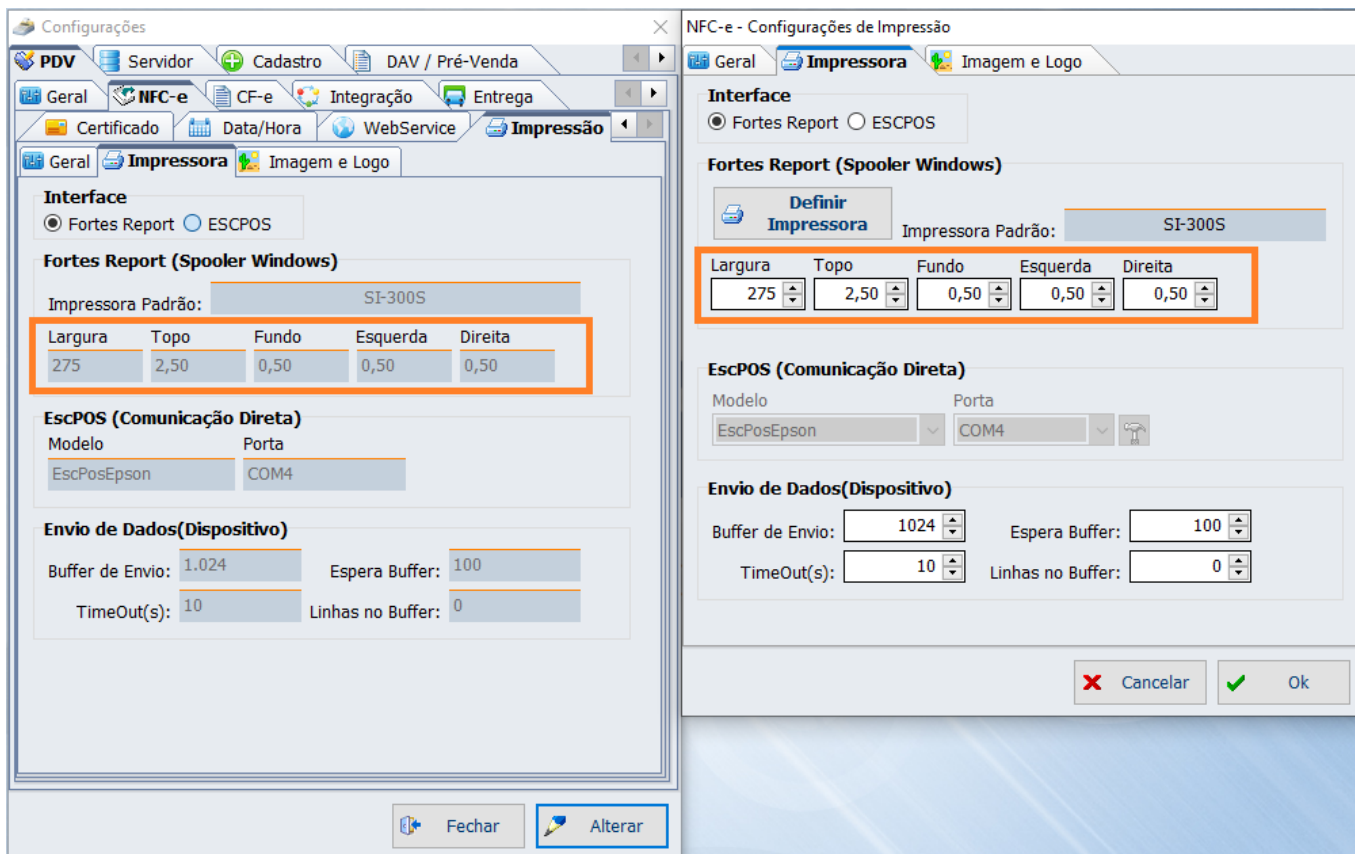 Configurações
PDV Servidor Cadastro DAV / Pré-Venda
Geral NFC-e CF-e Integração Entrega
Certificado Data/Hora WebService Impressão
Geral Impressora Imagem e Logo
Interface
Fortes Report ESCPOS
Fortes Report (Spooler Windows)
Impressora Padrão: SI-300S
Largura Topo Fundo Esquerda Direita
275 2,50 0,50 0,50 0,50
EscPOS (Comunicação Direta)
Modelo Porta
EscPosEpson COM4
Envio de Dados(Dispositivo)
Buffer de Envio: 1.024 Espera Buffer: 100
TimeOut(s): 10 Linhas no Buffer: 0
Fechar Alterar
NFC-e - Configurações de Impressão
Geral Impressora Imagem e Logo
Interface
Fortes Report ESCPOS
Fortes Report (Spooler Windows)
Definir
Impressora Impressora Padrão: SI-300S
Largura Topo Fundo Esquerda Direita
275 2,50 0,50 0,50 0,50
EscPOS (Comunicação Direta)
Modelo Porta
EscPosEpson COM4
Envio de Dados(Dispositivo)
Buffer de Envio: 1024 Espera Buffer: 100
TimeOut(s): 10 Linhas no Buffer: 0
Cancelar Ok